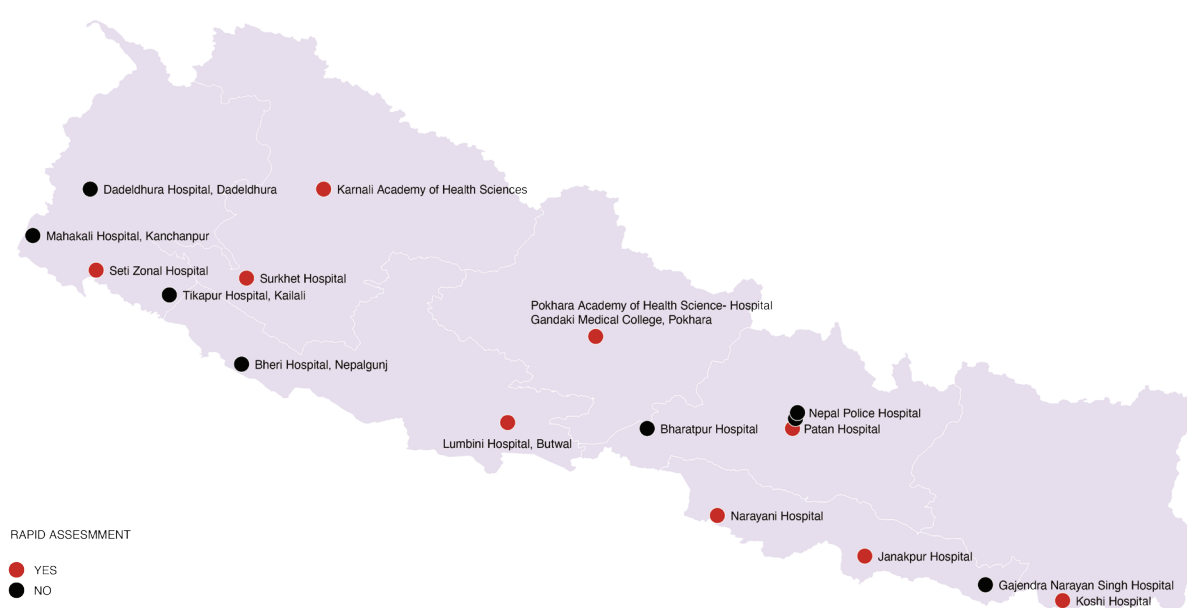 Dadeldhura Hospital, Dadeldhura
Karnali Academy of Health Sciences
Mahakali Hospital, Kanchanpur
Seti Zonal Hospital
Surkhet Hospital
Tikapur Hospital, Kailali
Pokhara Academy of Health Science- Hospital
Gandaki Medical College, Pokhara
Bheri Hospital, Nepalgunj
Nepal Police Hospital
Bharatpur Hospital
Patan Hospital
Lumbini Hospital, Butwal
Narayani Hospital
RAPID ASSESMMENT
Janakpur Hospital
YES
Gajendra Narayan Singh Hospital
NO
Koshi Hospital